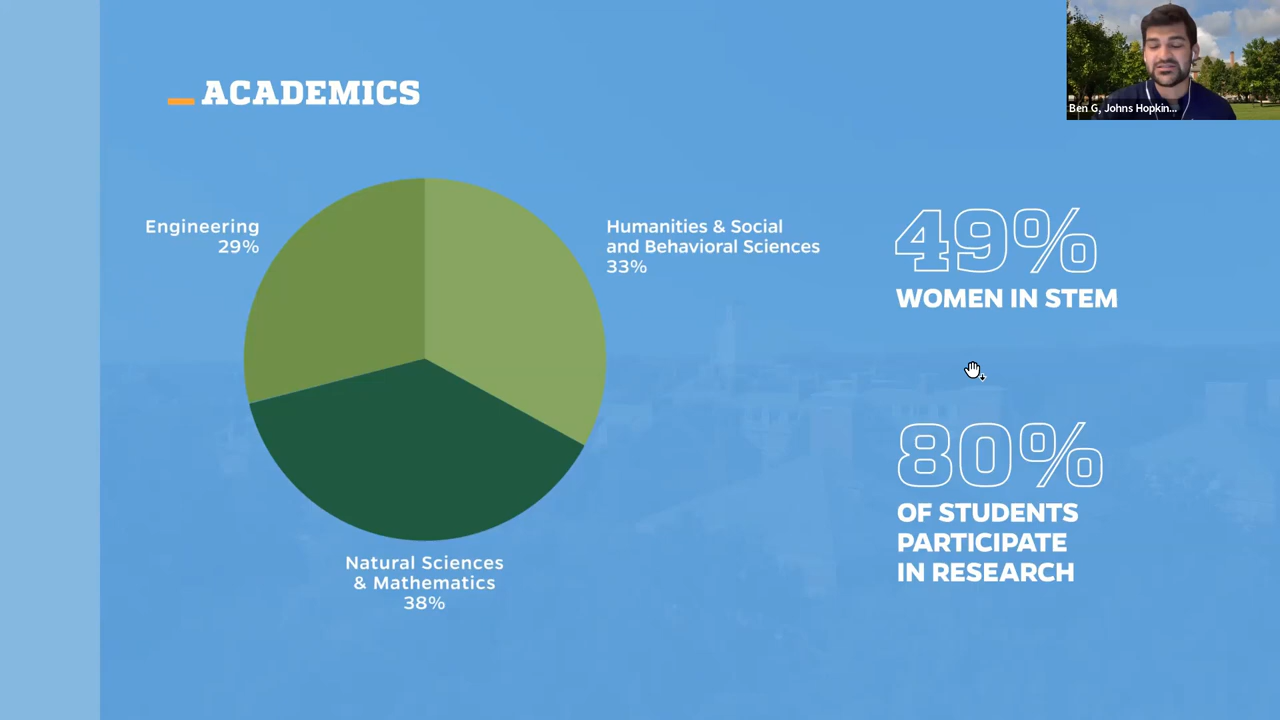 ACADEMICS
Engineering
29%
Humanities & Social
and Behavioral Sciences
33%
Natural Sciences
& Mathematics
38%
49%
WOMEN IN STEM
80%
OF STUDENTS
PARTICIPATE
IN RESEARCH
Ben G, Johns Hopkin...